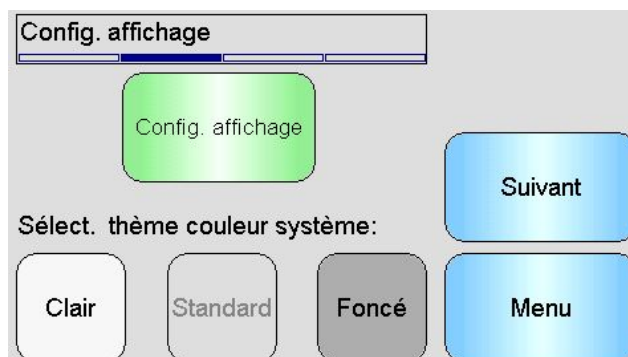 Config. affichage
Config. affichage
Suivant
Sélect. thème couleur système:
Clair
Standard
Foncé
Menu